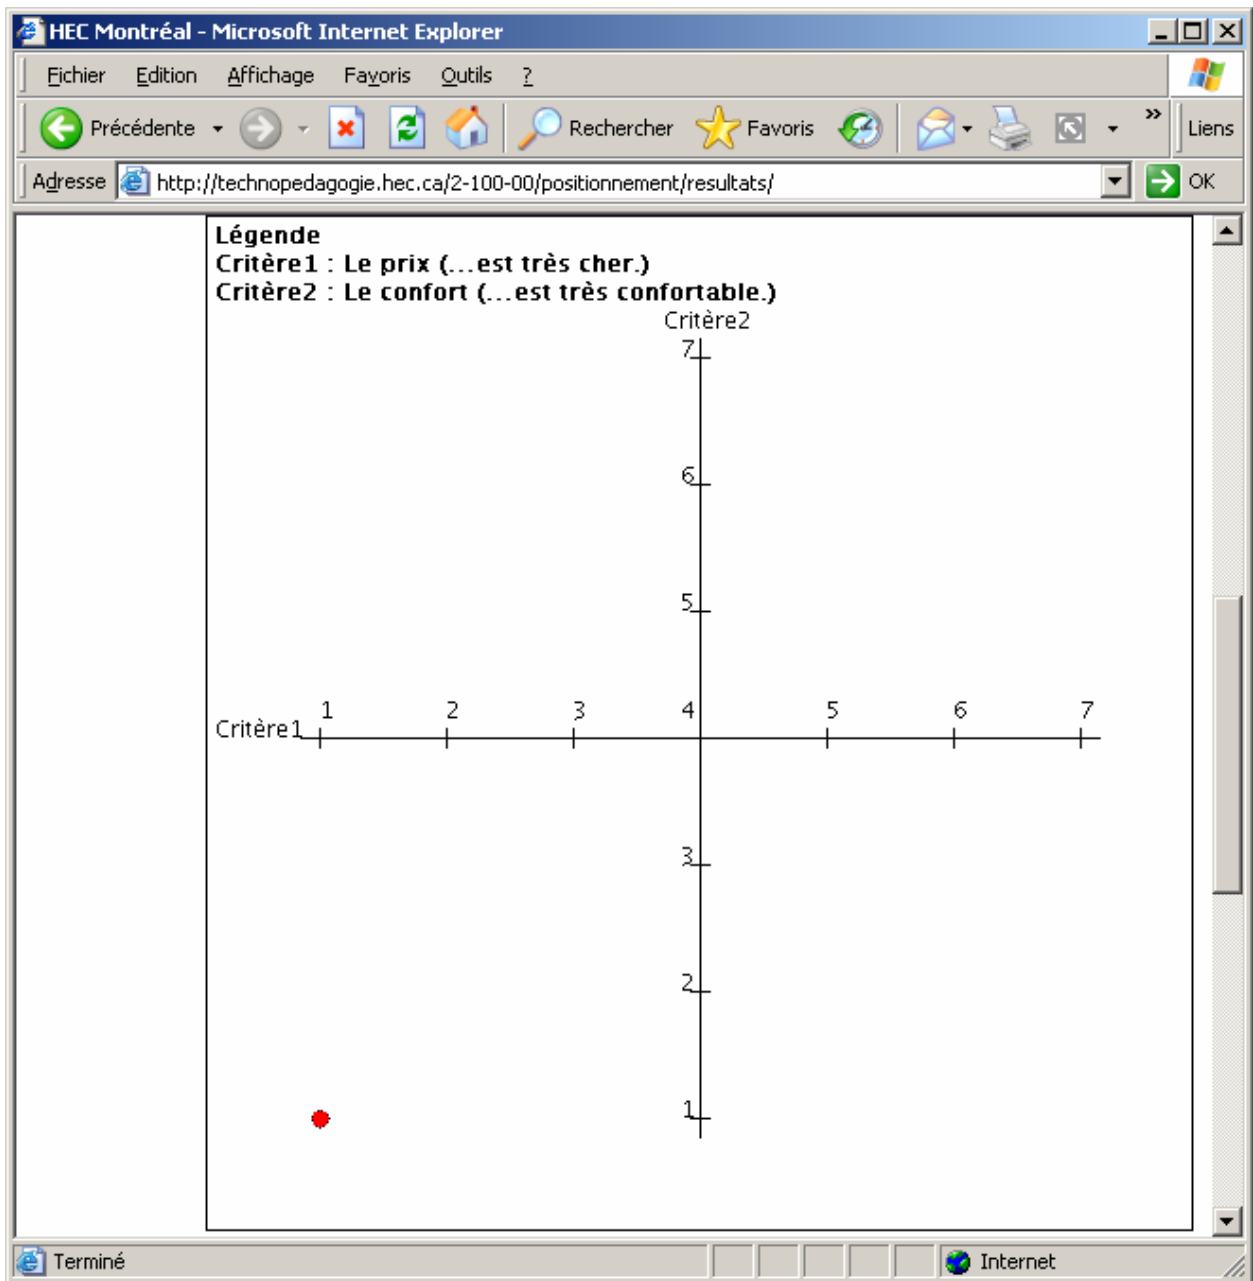 HEC Montréal - Microsoft Internet Explorer
Fichier Edition Affichage Favoris Outils ?
Précédente Rechercher Favoris » Liens
Adresse http://technopedagogie.hec.ca/2-100-00/positionnement/resultats/ OK
Légende
Critère1 : Le prix (...est très cher.)
Critère2 : Le confort (...est très confortable.)
Critère2
7
6
5
1 2 3 4 5 6 7
Critère1
3
2
1
Terminé Internet